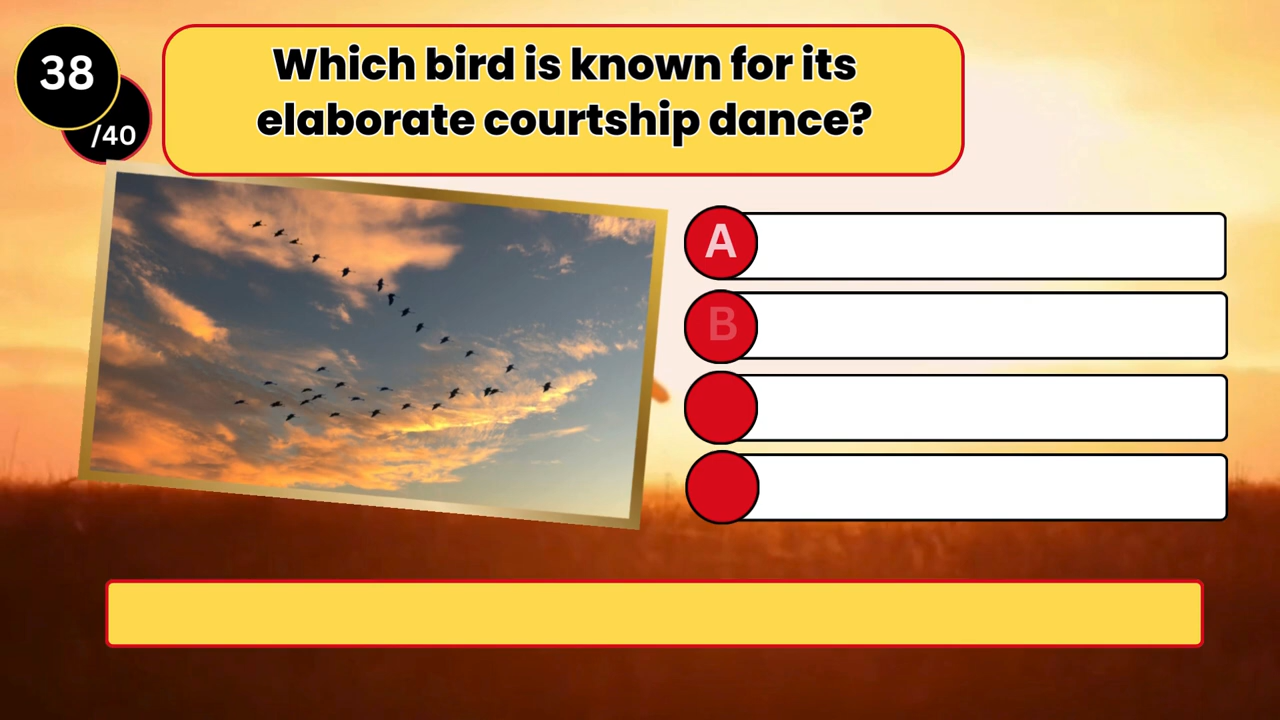 38
/40
Which bird is known for its
elaborate courtship dance?
A
B